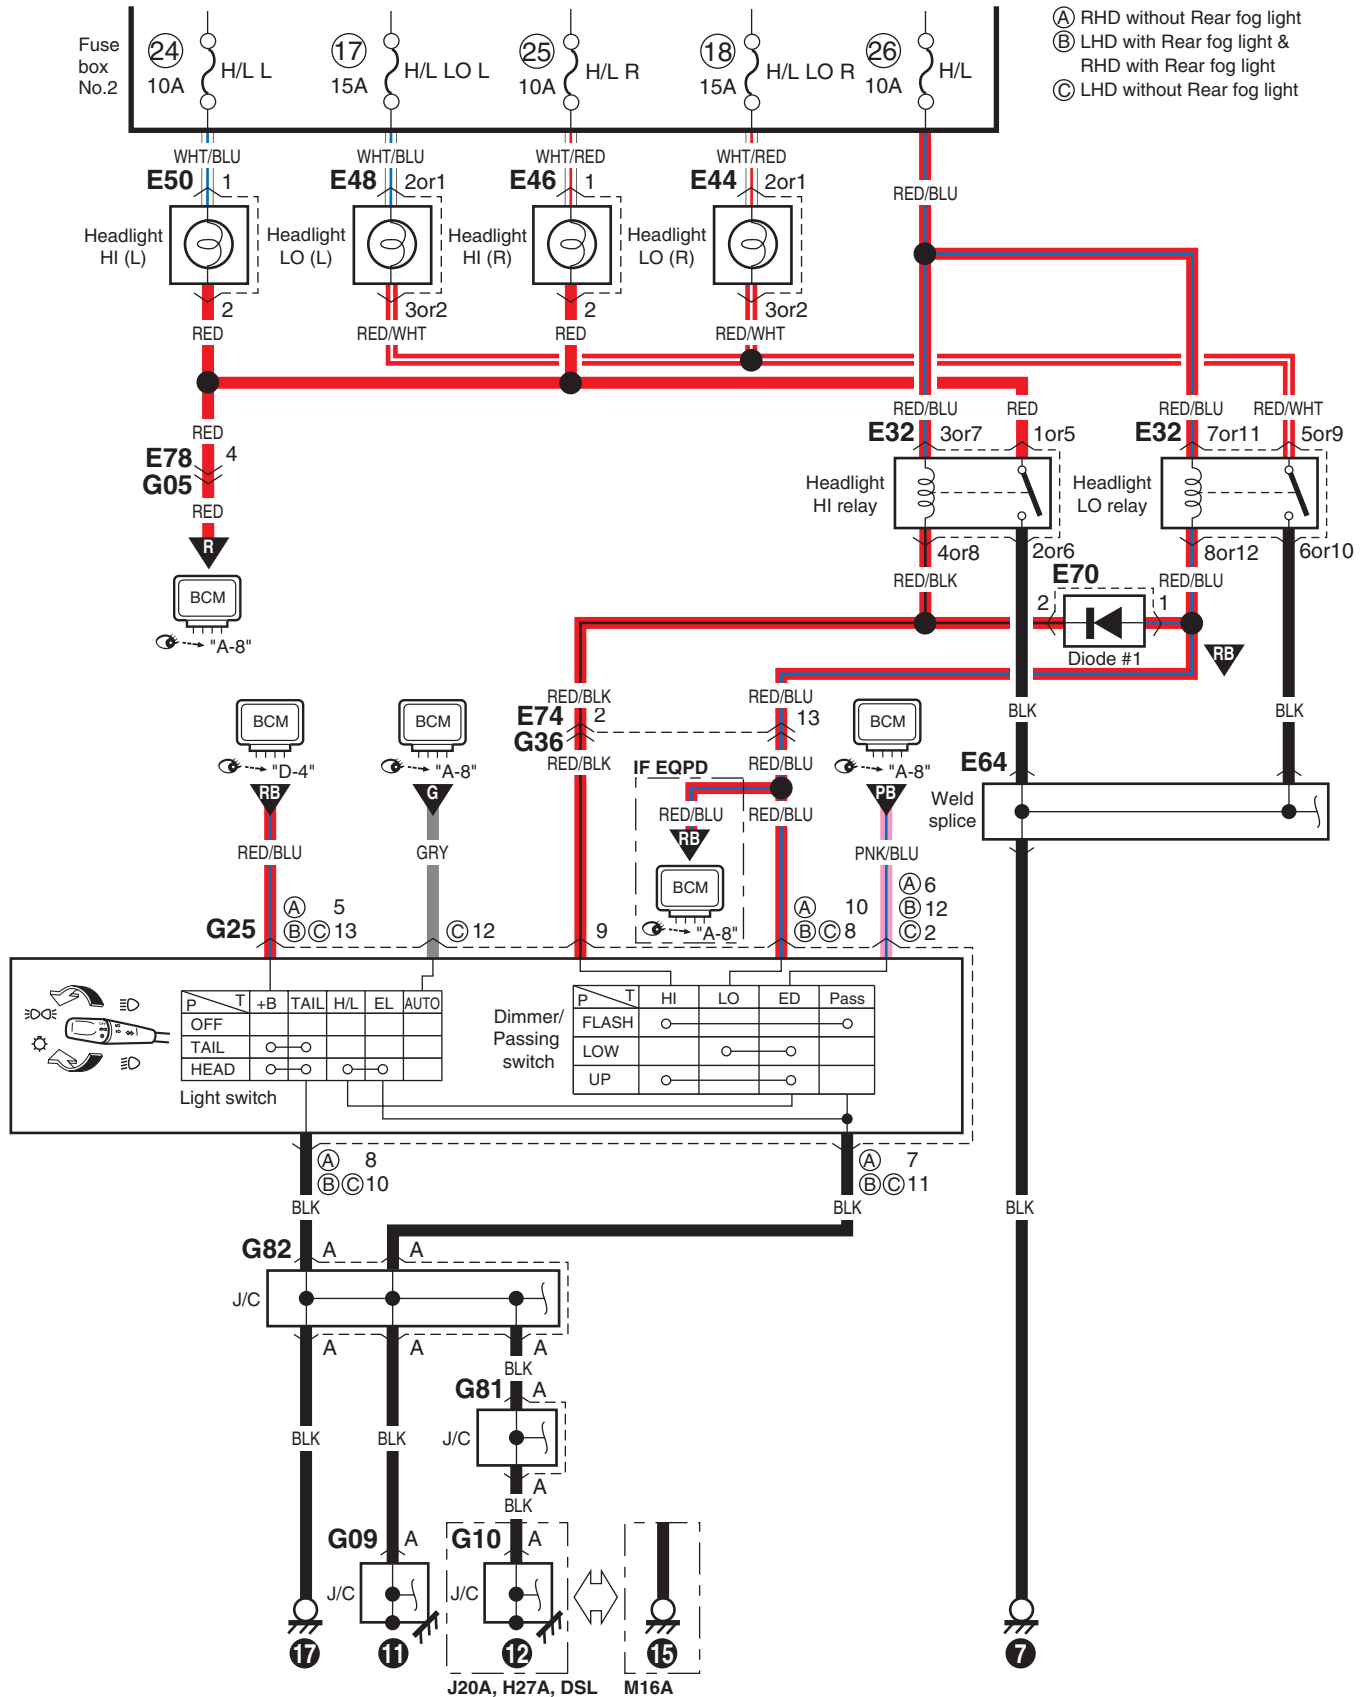 Fuse
box
No.2
24
10A
H/L L
17
15A
H/L LO L
25
10A
H/L R
18
15A
H/L LO R
26
10A
H/L
A RHD without Rear fog light
B LHD with Rear fog light &
RHD with Rear fog light
C LHD without Rear fog light
WHT/BLU
WHT/BLU
WHT/RED
WHT/RED
RED/BLU
E50 1
E48 2or1
E46 1
E44 2or1
Headlight
HI (L)
Headlight
LO (L)
Headlight
HI (R)
Headlight
LO (R)
2
3or2
2
3or2
RED
RED/WHT
RED
RED/WHT
RED/BLU
RED
RED/BLU
RED/WHT
RED
E78 4
G05
RED
R
BCM
"A-8"
E32 3or7
1or5
E32 7or11
5or9
Headlight
HI relay
Headlight
LO relay
4or8
2or6
8or12
6or10
RED/BLK
E70
RED/BLU
2
1
Diode #1
RB
BCM
"D-4"
RB
BCM
"A-8"
G
RED/BLK
E74 2
G36
RED/BLK
RED/BLU
13
RED/BLU
BCM
"A-8"
PB
BLK
BLK
E64
Weld
splice
IF EQPD
RED/BLU
RED/BLU
RB
BCM
"A-8"
RED/BLU
GRY
PNK/BLU
G25
A 5
B C 13
C 12
9
A 10
B C 8
A 6
B 12
C 2
P T +B TAIL H/L EL AUTO
OFF
TAIL
HEAD
Light switch
OFF
Dimmer/
Passing
switch
P T HI LO ED Pass
FLASH
LOW
UP
A 8
B C 10
A 7
B C 11
BLK
BLK
BLK
G82 A
A
J/C
A
A
A
BLK
G81 A
J/C
BLK
BLK
A
BLK
G09 A
G10 A
J/C
J/C
17
11
12
15
7
J20A, H27A, DSL
M16A